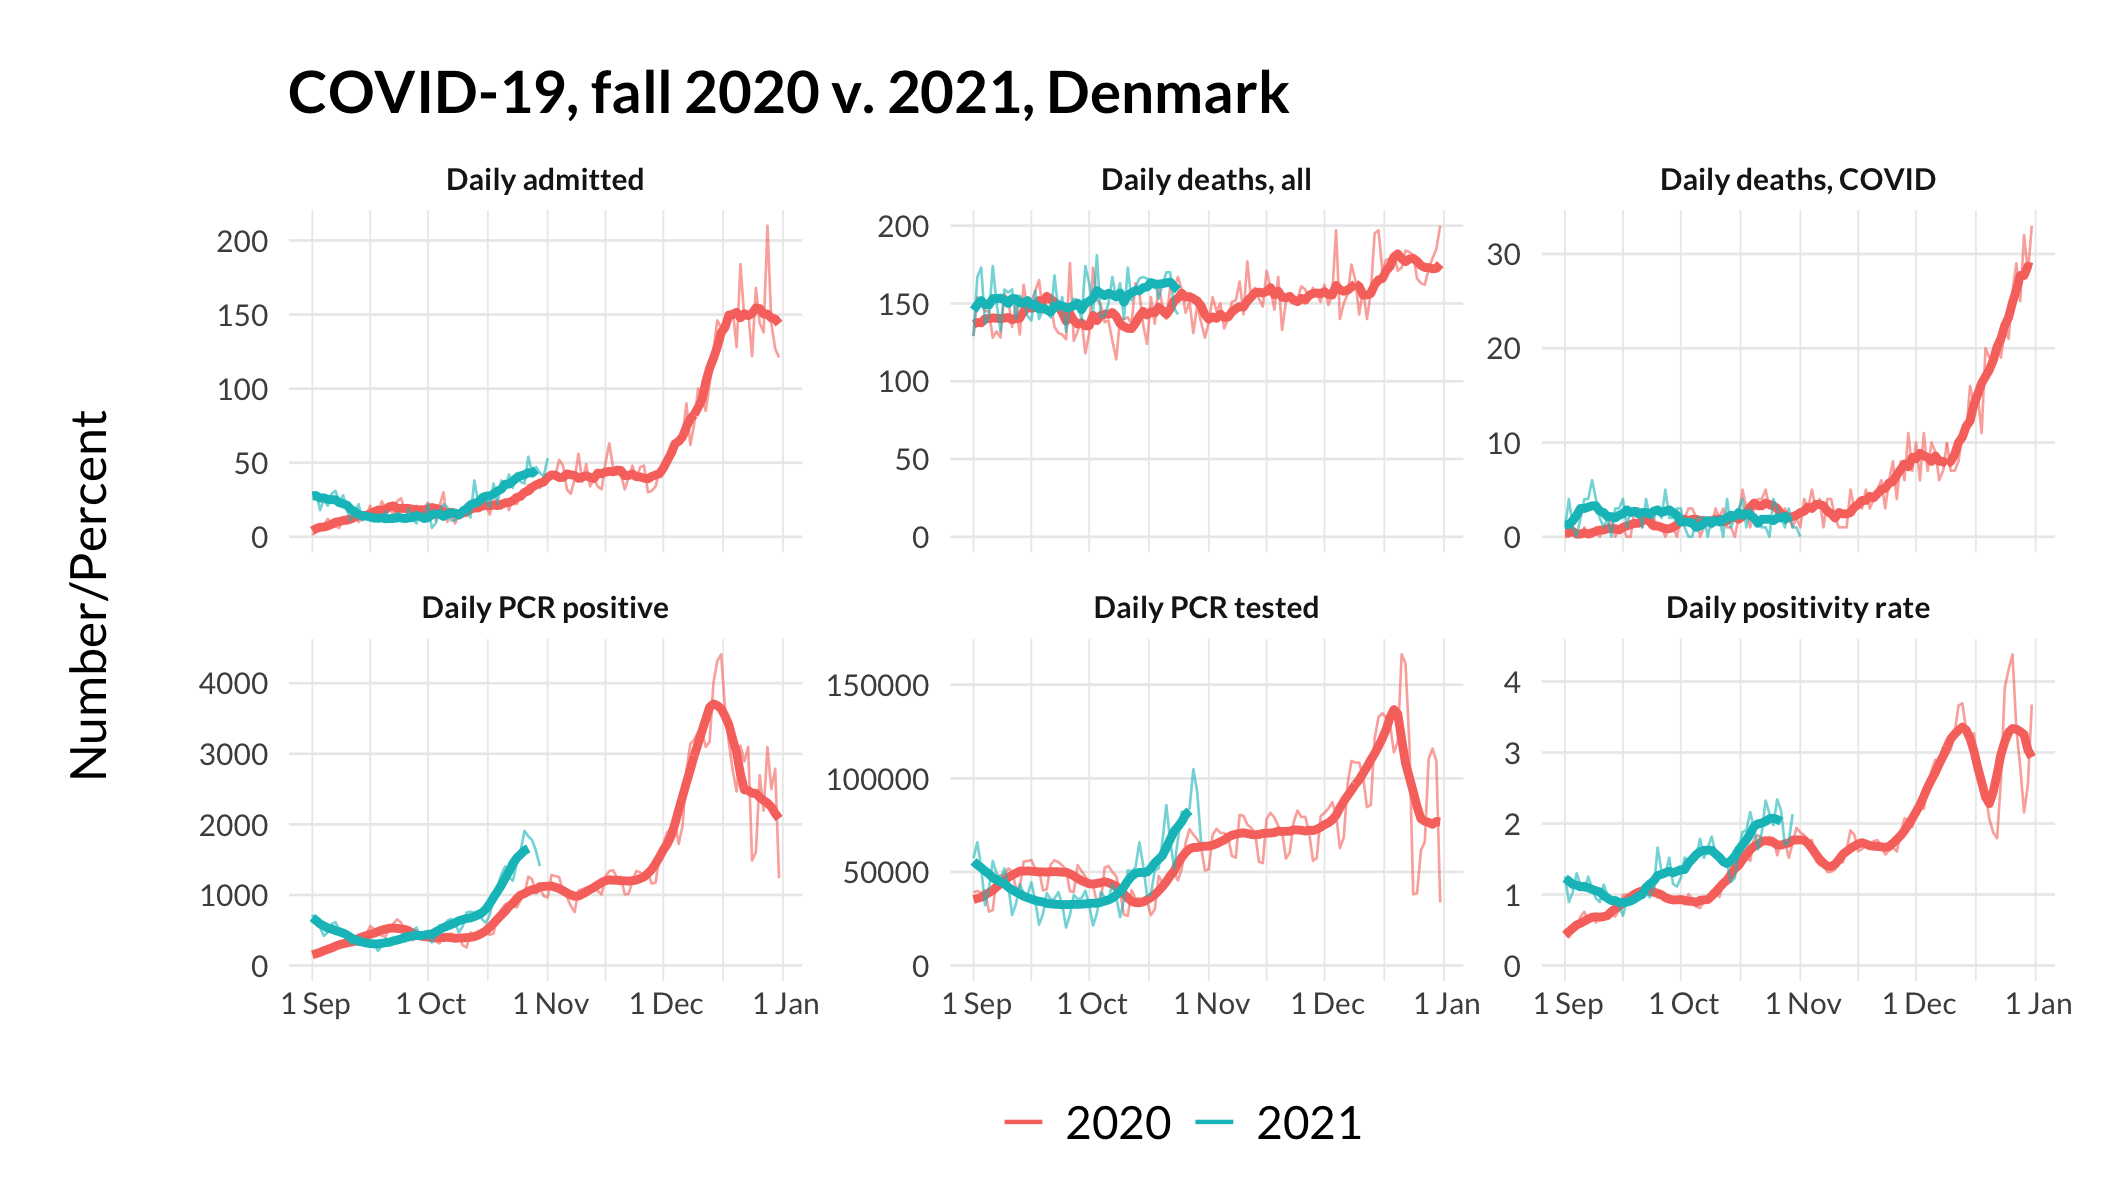 COVID-19, fall 2020 v. 2021, Denmark
Number/Percent
Daily admitted
200
150
100
50
0
Daily deaths, all
200
150
100
50
0
Daily deaths, COVID
30
20
10
0
Daily PCR positive
4000
3000
2000
1000
0
1 Sep 1 Oct 1 Nov 1 Dec 1 Jan
Daily PCR tested
150000
100000
50000
0
1 Sep 1 Oct 1 Nov 1 Dec 1 Jan
Daily positivity rate
4
3
2
1
0
1 Sep 1 Oct 1 Nov 1 Dec 1 Jan
2020 2021